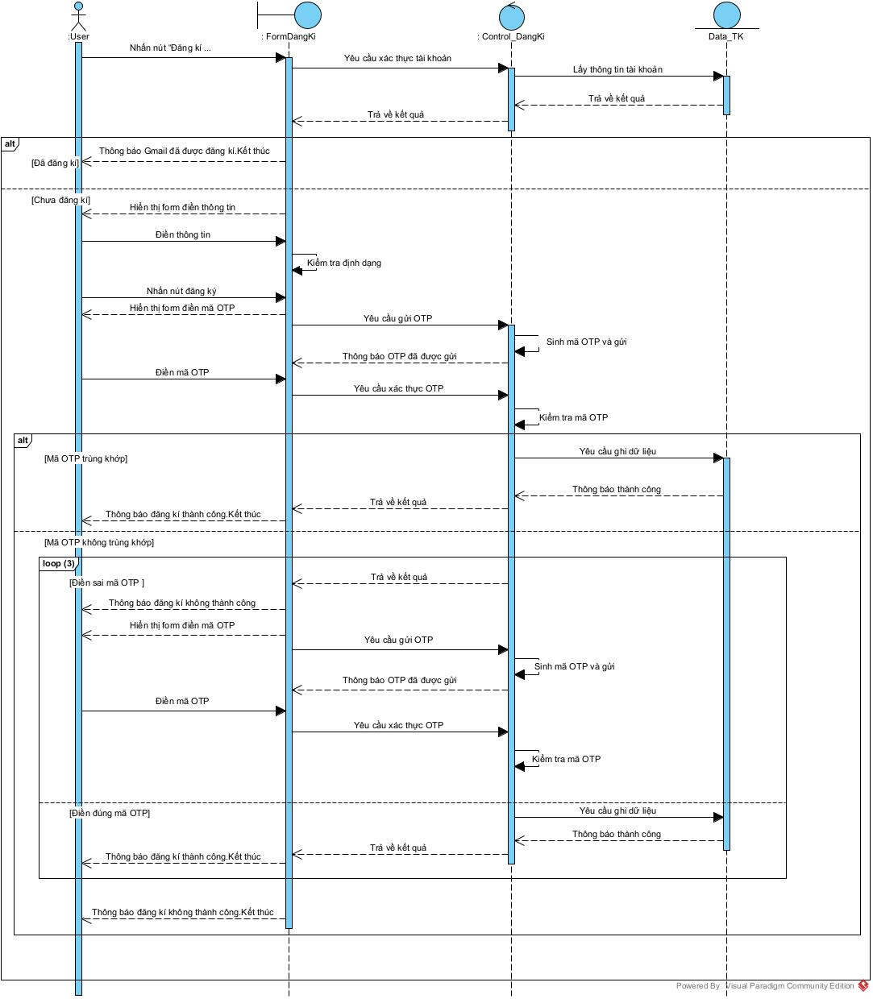 :User
: FormDangKi
: Control_DangKi
Data_TK
Nhấn nút "Đăng kí ...
Yêu cầu xác thực tài khoản
Lấy thông tin tài khoản
Trả về kết quả
Trả về kết quả
alt
Thông báo Gmail đã được đăng kí.Kết thúc
[Đã đăng kí]
[Chưa đăng kí]
Hiển thị form điền thông tin
Điền thông tin
Kiểm tra định dạng
Nhấn nút đăng ký
Hiển thị form điền mã OTP
Yêu cầu gửi OTP
Sinh mã OTP và gửi
Thông báo OTP đã được gửi
Điền mã OTP
Yêu cầu xác thực OTP
Kiểm tra mã OTP
alt
Yêu cầu ghi dữ liệu
[Mã OTP trùng khớp]
Thông báo thành công
Trả về kết quả
Thông báo đăng kí thành công.Kết thúc
[Mã OTP không trùng khớp]
loop (3)
Trả về kết quả
[Điền sai mã OTP ]
Thông báo đăng kí không thành công
Hiển thị form điền mã OTP
Yêu cầu gửi OTP
Sinh mã OTP và gửi
Thông báo OTP đã được gửi
Điền mã OTP
Yêu cầu xác thực OTP
Kiểm tra mã OTP
[Điền đúng mã OTP]
Yêu cầu ghi dữ liệu
Thông báo thành công
Trả về kết quả
Thông báo đăng kí thành công.Kết thúc
Thông báo đăng kí không thành công.Kết thúc
Powered By: Visual Paradigm Community Edition